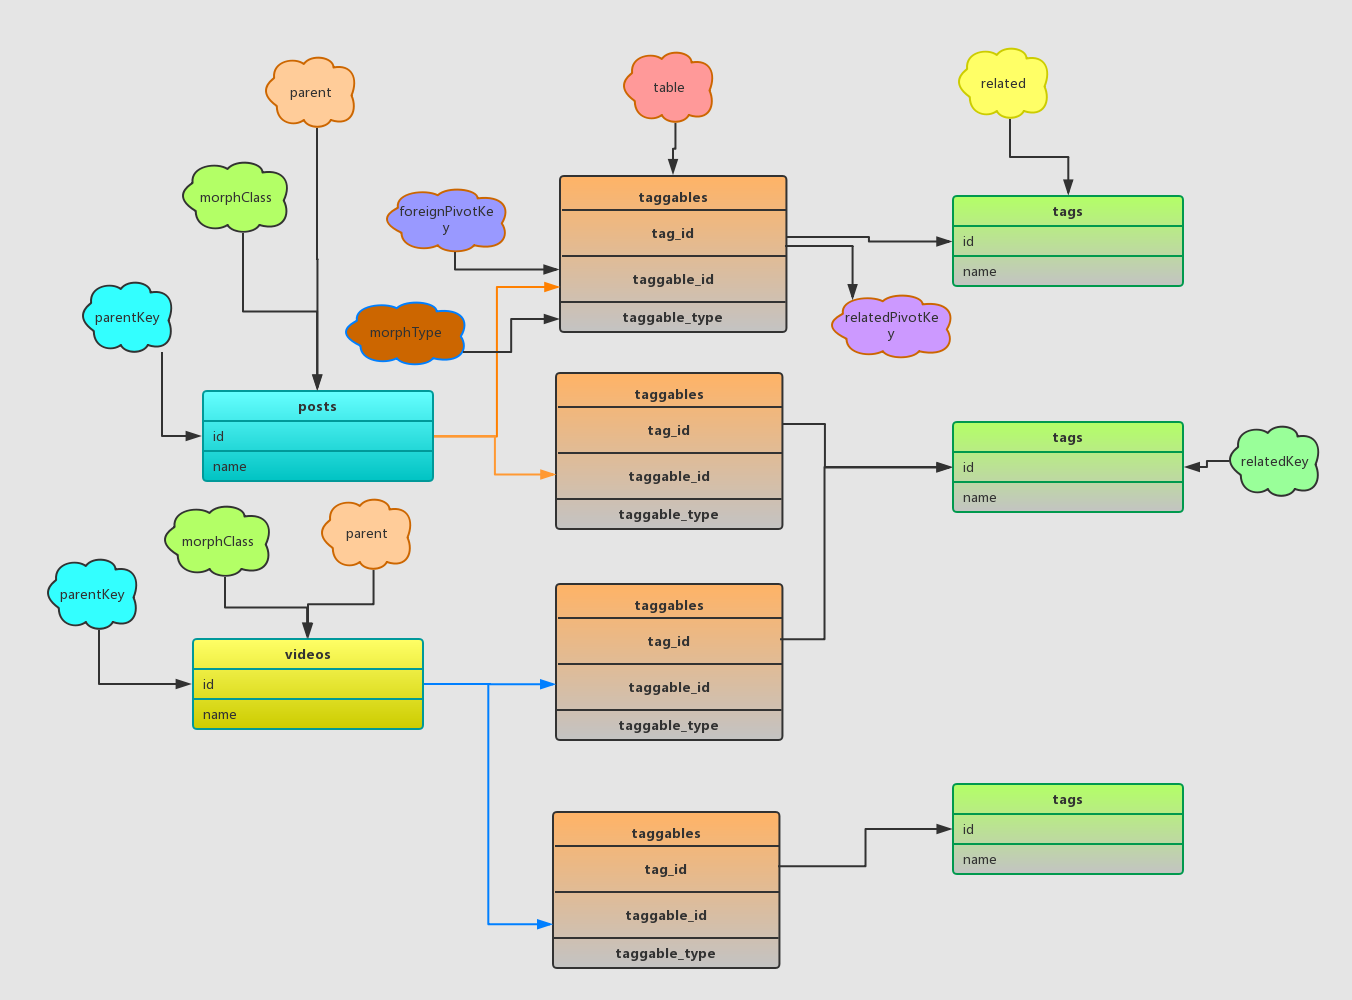 parent
table
related
morphClass
foreignPivotKe
y
taggables
tag_id
taggable_id
taggable_type
tags
id
name
parentKey
morphType
relatedPivotKe
y
posts
id
name
taggables
tag_id
taggable_id
taggable_type
tags
id
name
relatedKey
morphClass
parent
parentKey
videos
id
name
taggables
tag_id
taggable_id
taggable_type
taggables
tag_id
taggable_id
taggable_type
tags
id
name